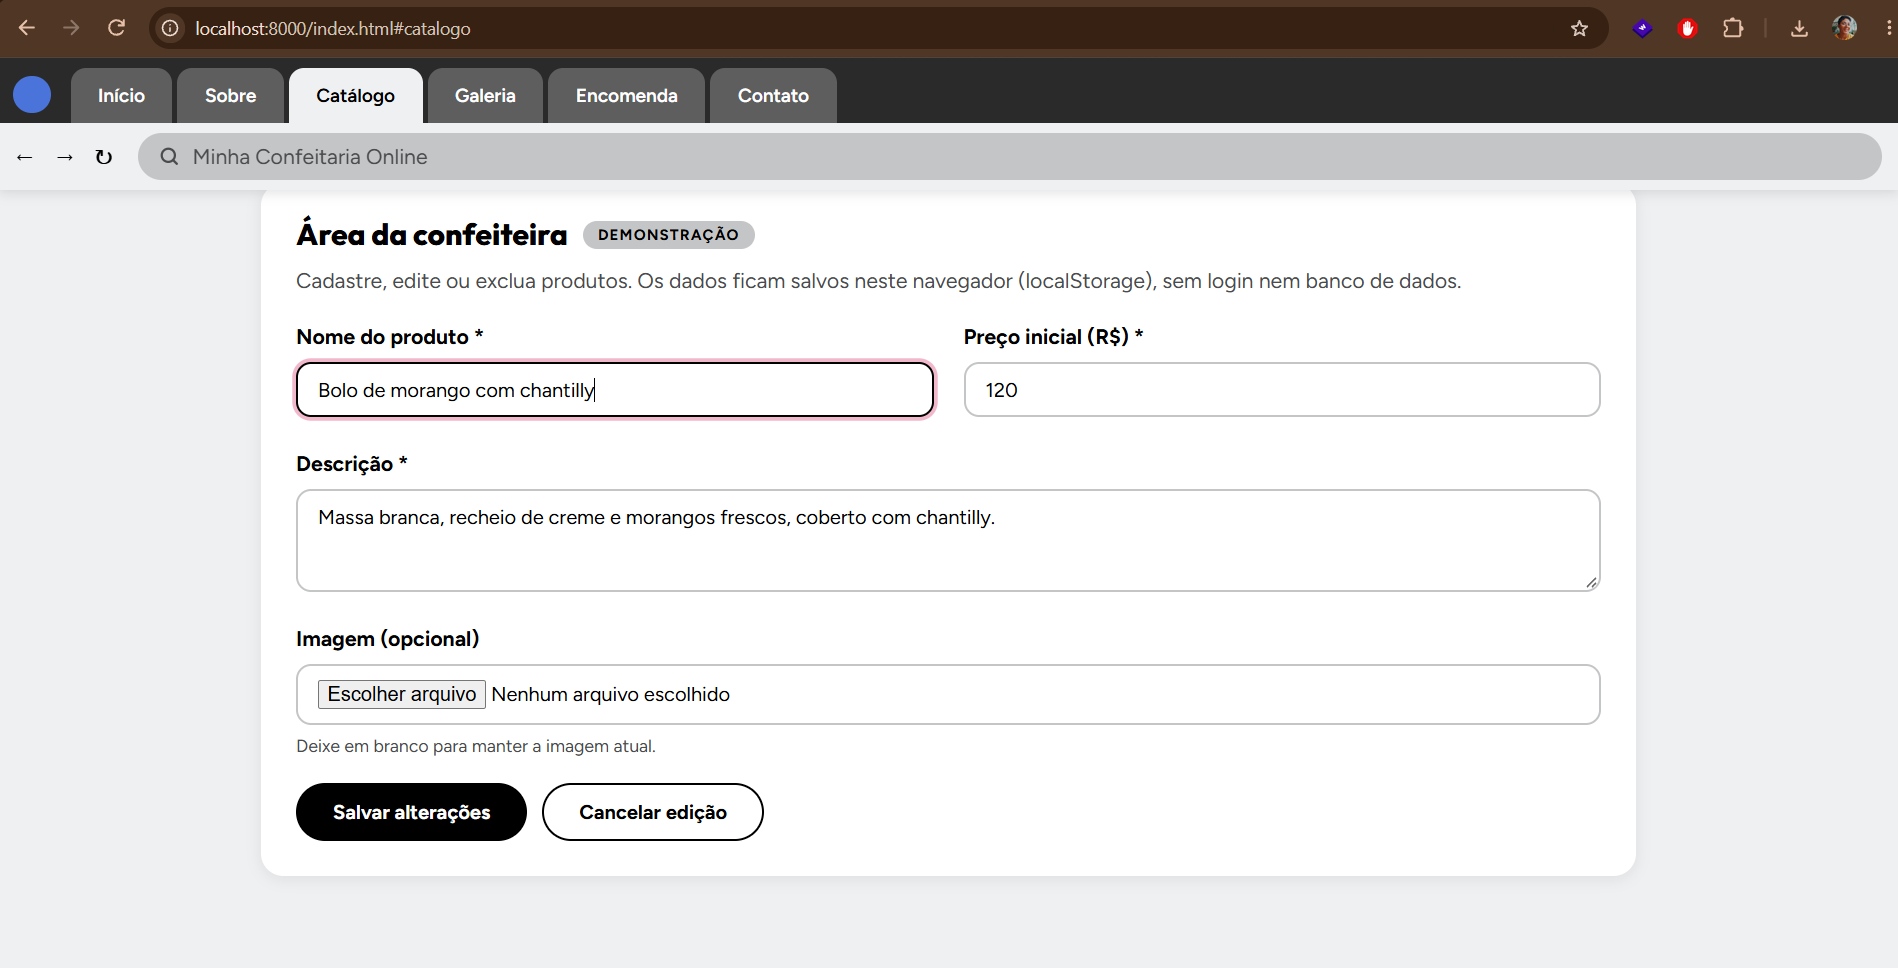 localhost:8000/index.html#catalogo
Início Sobre Catálogo Galeria Encomenda Contato
Minha Confeitaria Online
Área da confeiteira DEMONSTRAÇÃO
Cadastre, edite ou exclua produtos. Os dados ficam salvos neste navegador (localStorage), sem login nem banco de dados.
Nome do produto * Preço inicial (R$) *
Bolo de morango com chantilly 120
Descrição *
Massa branca, recheio de creme e morangos frescos, coberto com chantilly.
Imagem (opcional)
Escolher arquivo Nenhum arquivo escolhido
Deixe em branco para manter a imagem atual.
Salvar alterações Cancelar edição